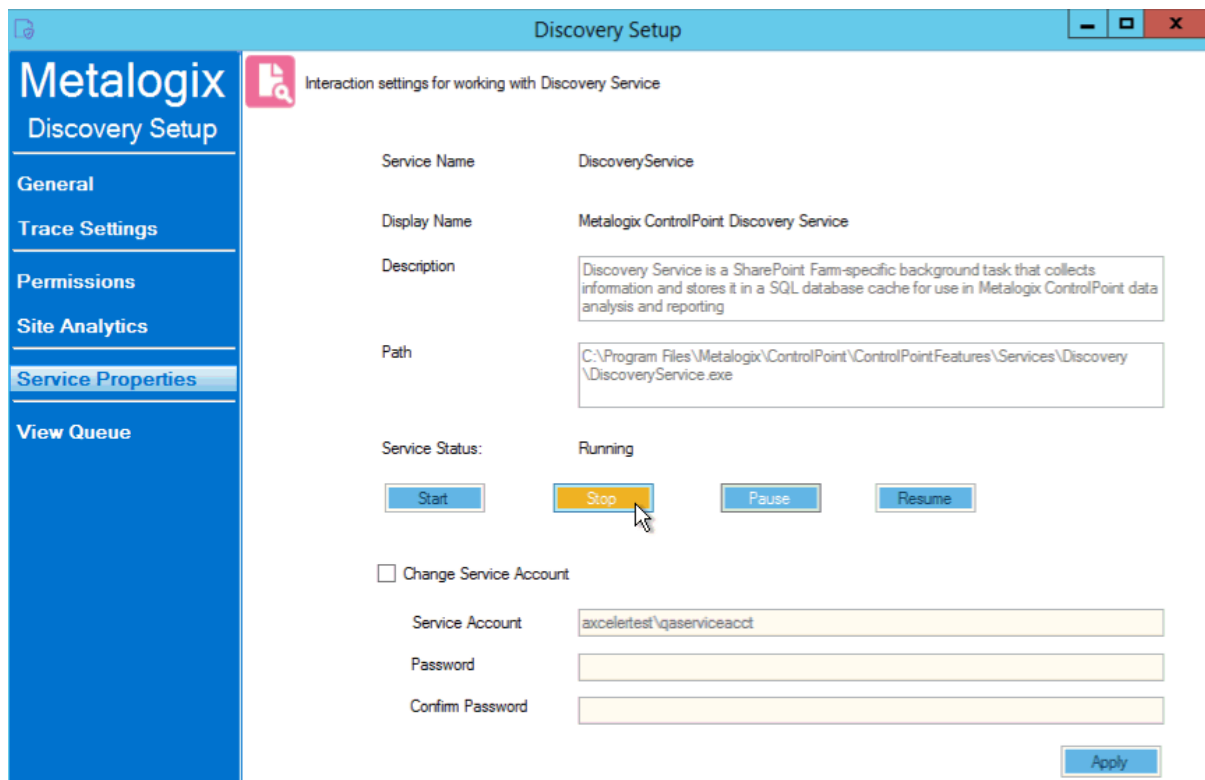 Discovery Setup
Metalogix
Discovery Setup
General
Trace Settings
Permissions
Site Analytics
Service Properties
View Queue
Interaction settings for working with Discovery Service
Service Name DiscoveryService
Display Name Metalogix ControlPoint Discovery Service
Description Discovery Service is a SharePoint Farm-specific background task that collects
information and stores it in a SQL database cache for use in Metalogix ControlPoint data
analysis and reporting
Path C:\Program Files\Metalogix\ControlPoint\ControlPointFeatures\Services\Discovery
\DiscoveryService.exe
Service Status: Running
Start Stop Pause Resume
Change Service Account
Service Account axcelertest\qaserviceacct
Password
Confirm Password
Apply